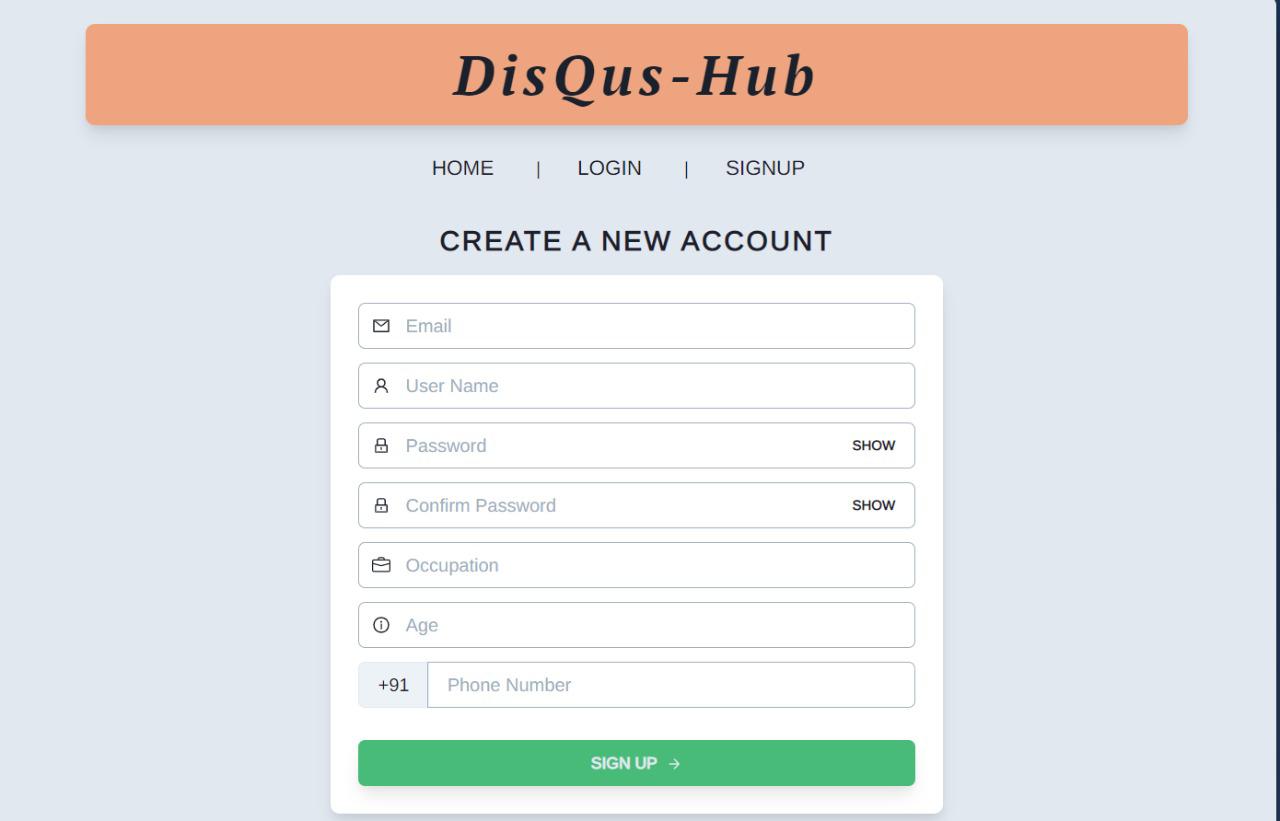 DisQus-Hub
HOME | LOGIN | SIGNUP
CREATE A NEW ACCOUNT
Email
User Name
Password SHOW
Confirm Password SHOW
Occupation
Age
+91 Phone Number
SIGN UP →